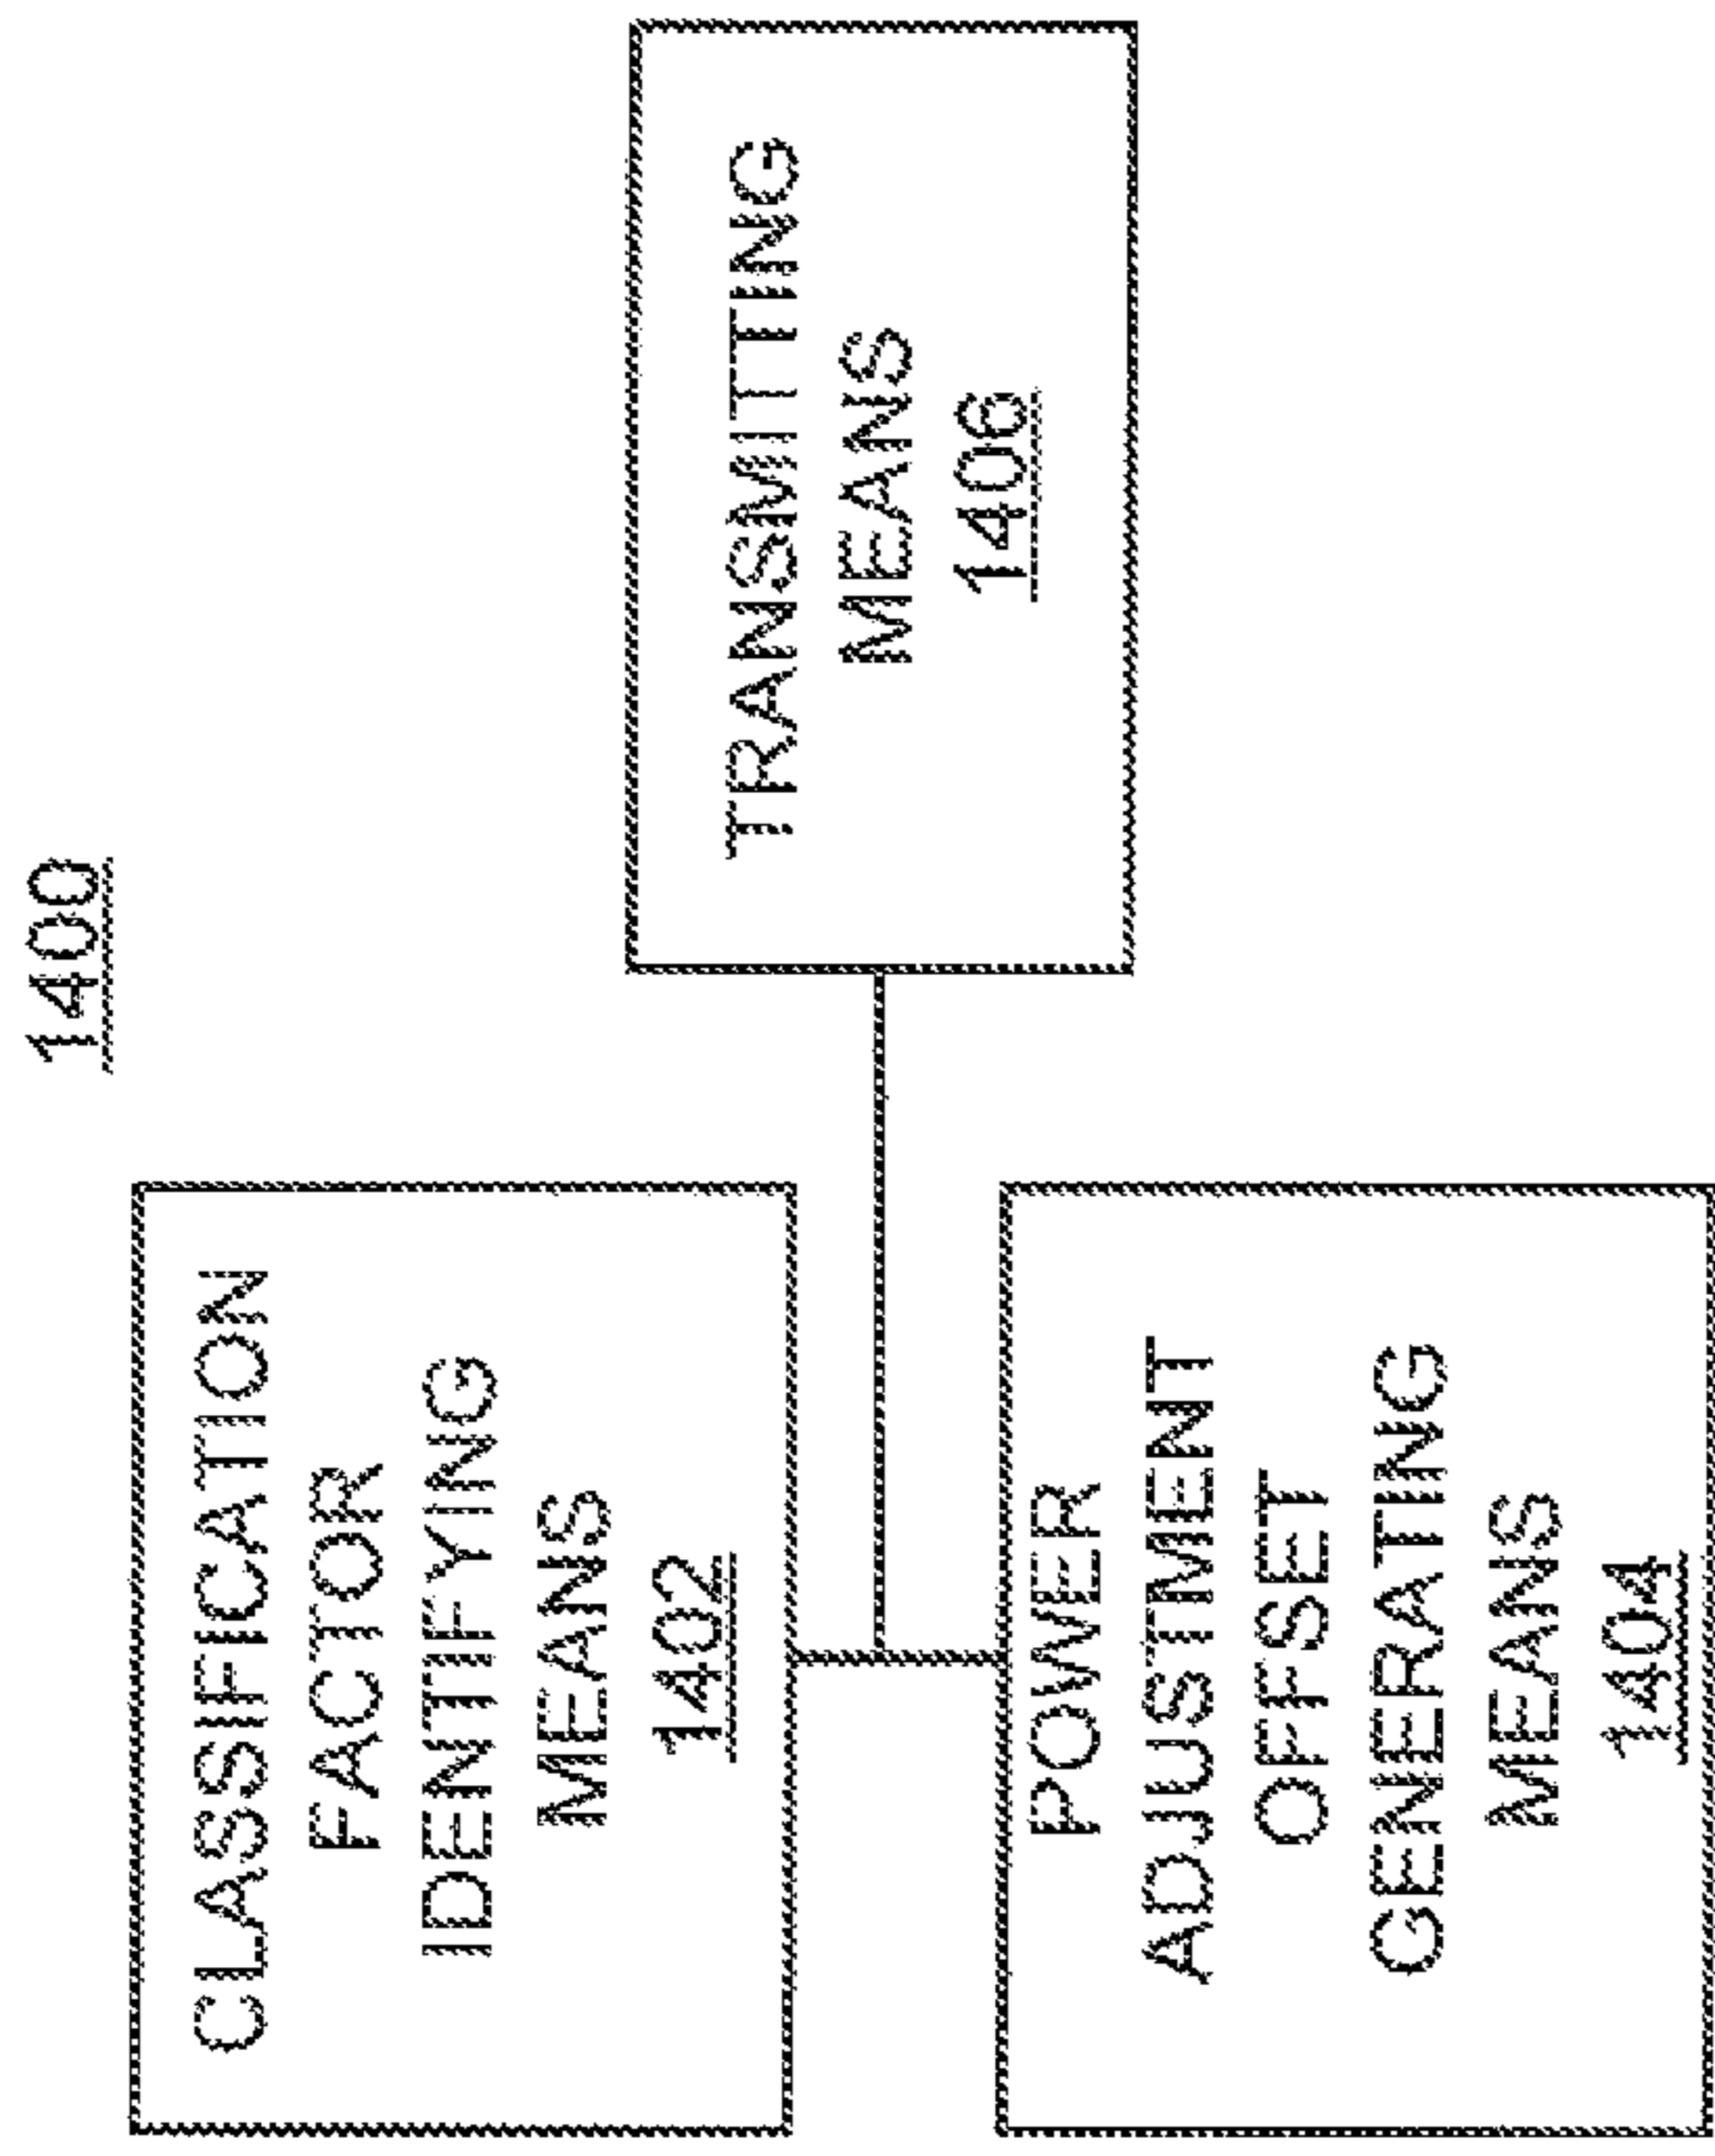 1400
CLASSIFICATION
FACTOR
IDENTIFYING
MEANS
1402
POWER
ADJUSTMENT
OFFSET
GENERATING
MEANS
1404
TRANSMITTING
MEANS
1406